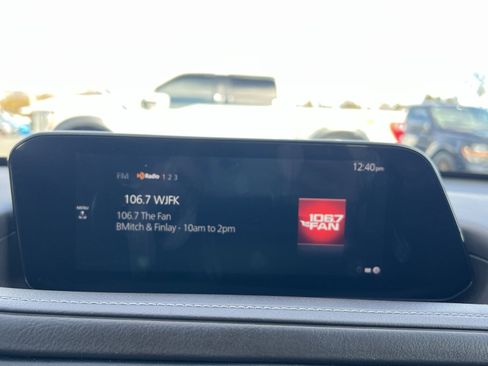 FM HD Radio 1 2 3
12:40pm
106.7 WJFK
106.7 The Fan
BMitch & Finlay - 10am to 2pm
MENU
106.7
FAN